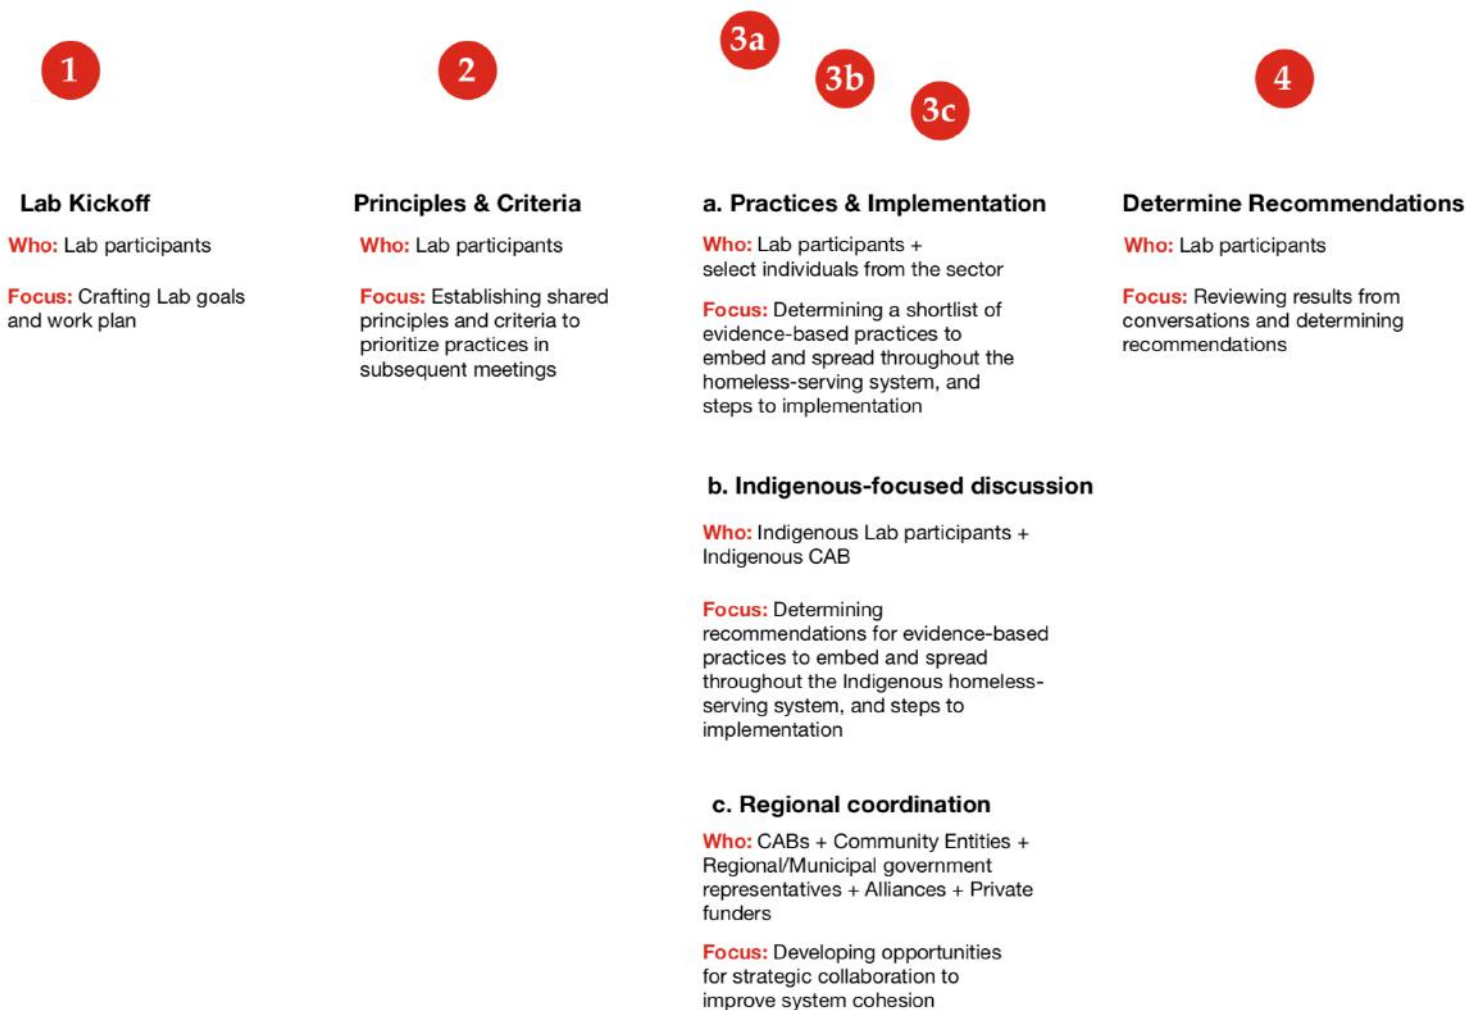 1
Lab Kickoff
Who: Lab participants
Focus: Crafting Lab goals
and work plan
2
Principles & Criteria
Who: Lab participants
Focus: Establishing shared
principles and criteria to
prioritize practices in
subsequent meetings
3a
3b
3c
a. Practices & Implementation
Who: Lab participants +
select individuals from the sector
Focus: Determining a shortlist of
evidence-based practices to
embed and spread throughout the
homeless-serving system, and
steps to implementation
b. Indigenous-focused discussion
Who: Indigenous Lab participants +
Indigenous CAB
Focus: Determining
recommendations for evidence-based
practices to embed and spread
throughout the Indigenous homeless-
serving system, and steps to
implementation
c. Regional coordination
Who: CABs + Community Entities +
Regional/Municipal government
representatives + Alliances + Private
funders
Focus: Developing opportunities
for strategic collaboration to
improve system cohesion
4
Determine Recommendations
Who: Lab participants
Focus: Reviewing results from
conversations and determining
recommendations